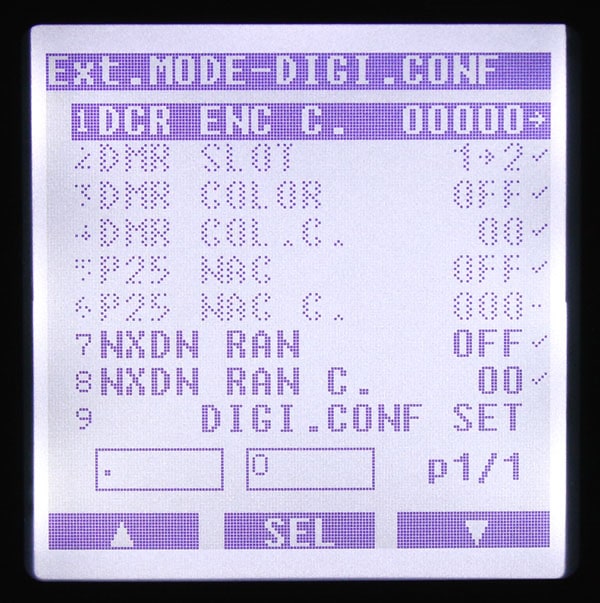 Ext.MODE-DIGI.CONF
1DCR ENC C. 00000→
2DMR SLOT 1+2✓
3DMR COLOR OFF✓
4DMR COL.C. 00✓
5P25 NAC OFF✓
6P25 NAC C. 000
7NXDN RAN OFF✓
8NXDN RAN C. 00✓
9 DIGI.CONF SET
. 0 p1/1
▲ SEL ▼